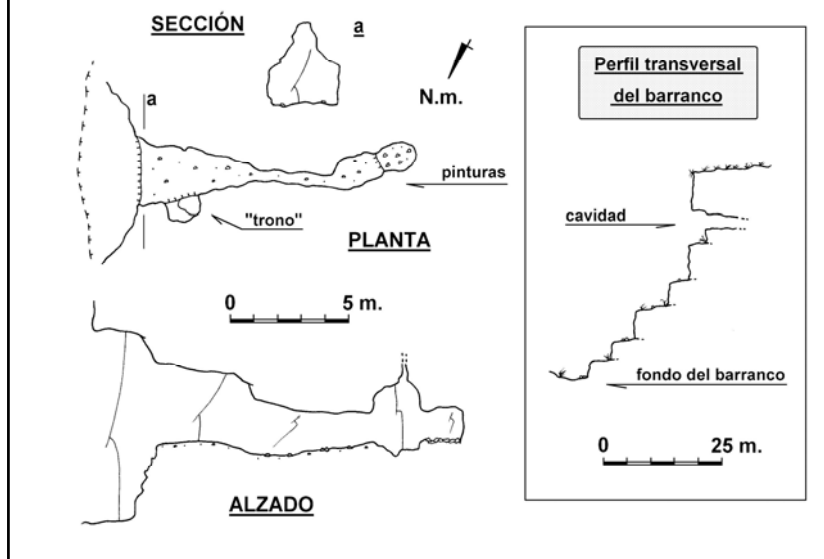 SECCIÓN
a
a
N.m.
pinturas
"trono"
PLANTA
0 5 m.
ALZADO
Perfil transversal
del barranco
cavidad
fondo del barranco
0 25 m.